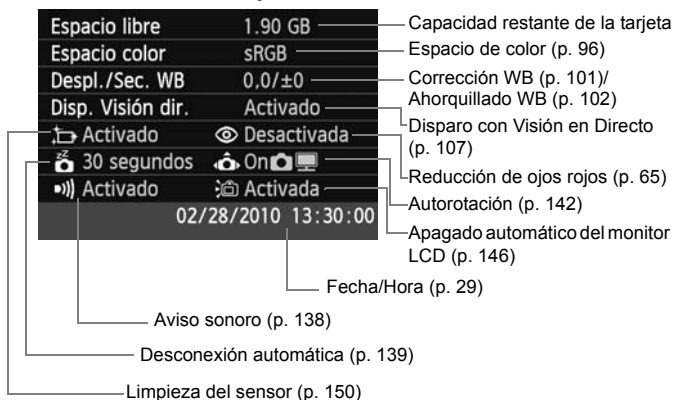 Espacio libre 1.90 GB
Capacidad restante de la tarjeta
Espacio color sRGB
Espacio de color (p. 96)
Despl./Sec. WB 0,0/±0
Corrección WB (p. 101)/
Ahorquillado WB (p. 102)
Disp. Visión dir. Activado
Disparo con Visión en Directo
(p. 107)
Activado Desactivada
Reducción de ojos rojos (p. 65)
30 segundos On
Autorotación (p. 142)
Activado Activada
Apagado automático del monitor
LCD (p. 146)
02/28/2010 13:30:00
Fecha/Hora (p. 29)
Aviso sonoro (p. 138)
Desconexión automática (p. 139)
Limpieza del sensor (p. 150)